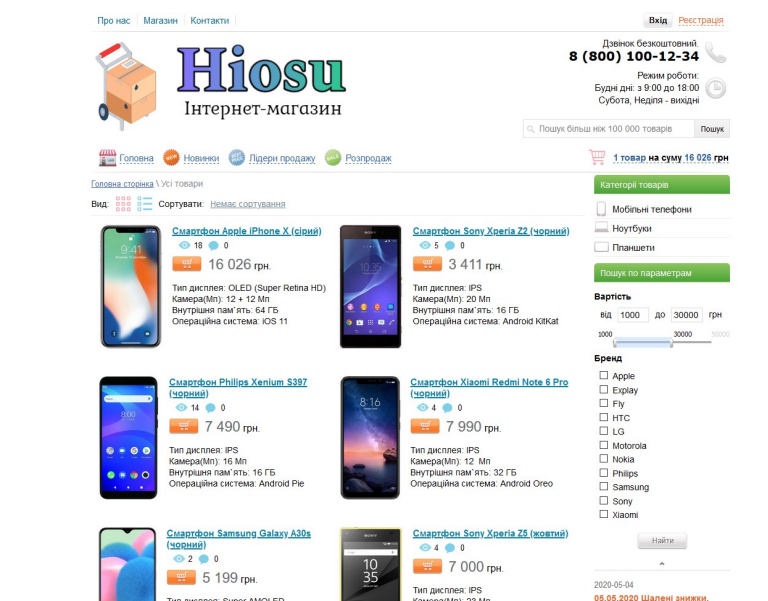 Про нас
Магазин
Контакти
Вхід
Реєстрація
Hiosu
Інтернет-магазин
Дзвінок безкоштовний.
8 (800) 100-12-34
Режим роботи:
Будні дні: з 9:00 до 18:00
Субота, Неділя - вихідні
Пошук більш ніж 100 000 товарів
Пошук
Головна
Новинки
Лідери продажу
Розпродаж
1 товар на суму 16 026 грн
Головна сторінка \ Усі товари
Вид:
Сортувати:
Немає сортування
Смартфон Apple iPhone X (сірий)
18
0
16 026 грн.
Тип дисплея: OLED (Super Retina HD)
Камера(Мп): 12 + 12 Мп
Внутрішня пам`ять: 64 ГБ
Операційна система: iOS 11
Смартфон Sony Xperia Z2 (чорний)
5
0
3 411 грн.
Тип дисплея: IPS
Камера(Мп): 20 Мп
Внутрішня пам`ять: 16 ГБ
Операційна система: Android KitKat
Смартфон Philips Xenium S397
(чорний)
14
0
7 490 грн.
Тип дисплея: IPS
Камера(Мп): 16 Мп
Внутрішня пам`ять: 16 ГБ
Операційна система: Android Pie
Смартфон Xiaomi Redmi Note 6 Pro
(чорний)
4
0
7 990 грн.
Тип дисплея: IPS
Камера(Мп): 12 Мп
Внутрішня пам`ять: 32 ГБ
Операційна система: Android Oreo
Смартфон Samsung Galaxy A30s
(чорний)
2
0
5 199 грн.
Тип дисплея: Super AMOLED
Смартфон Sony Xperia Z5 (жовтий)
4
0
7 000 грн.
Тип дисплея: IPS
Камера(Мп): 23 Мп
Категорії товарів
Мобільні телефони
Ноутбуки
Планшети
Пошук по параметрам
Вартість
від 1000 до 30000 грн
1000
30000
50000
Бренд
Apple
Explay
Fly
HTC
LG
Motorola
Nokia
Philips
Samsung
Sony
Xiaomi
Найти
2020-05-04
05.05.2020 Шалені знижки.